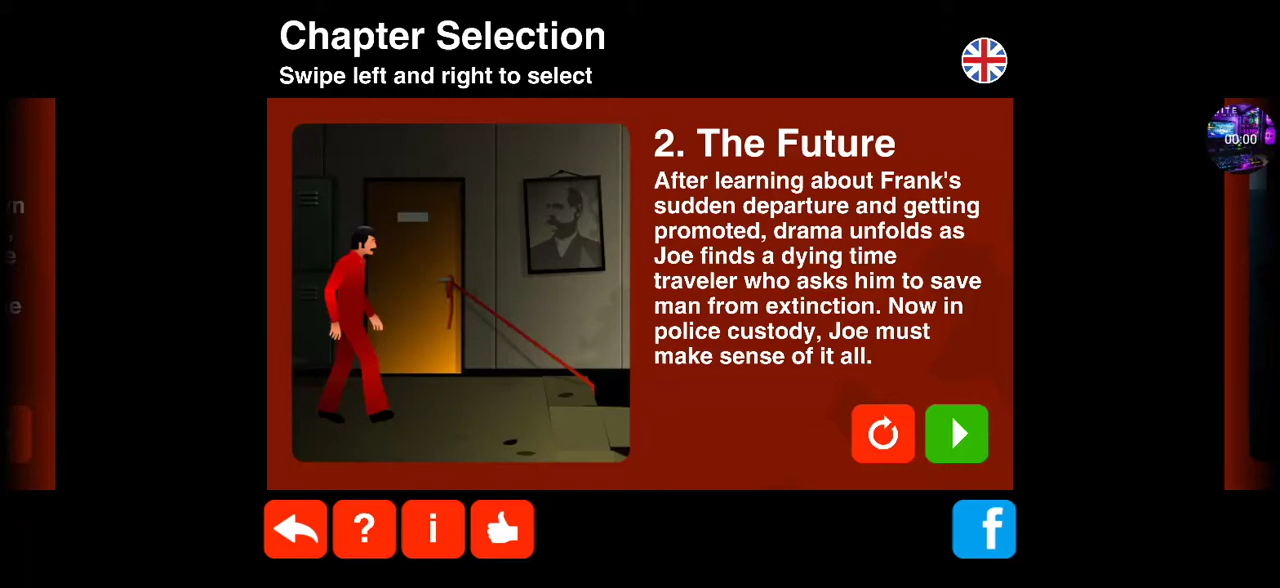 Chapter Selection
Swipe left and right to select
2. The Future
After learning about Frank's
sudden departure and getting
promoted, drama unfolds as
Joe finds a dying time
traveler who asks him to save
man from extinction. Now in
police custody, Joe must
make sense of it all.
00:00
?
i
f